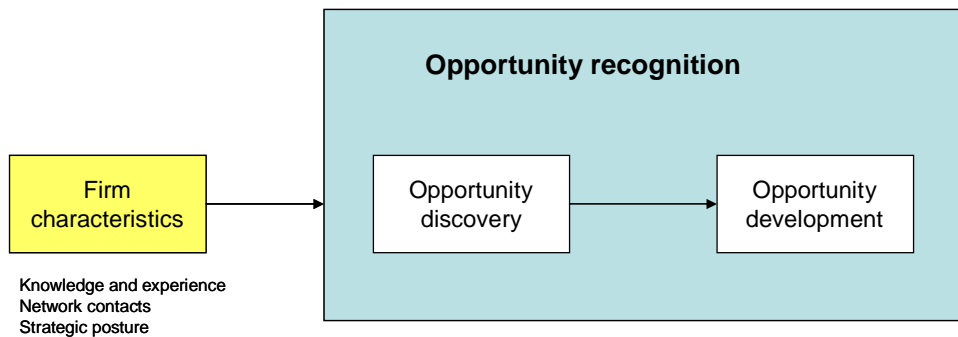 Opportunity recognition
Firm
characteristics
Opportunity
discovery
Opportunity
development
Knowledge and experience
Network contacts
Strategic posture